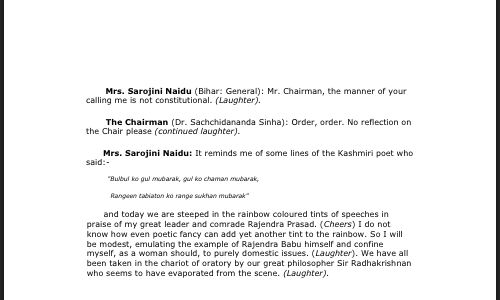 Mrs. Sarojini Naidu (Bihar: General): Mr. Chairman, the manner of your
calling me is not constitutional. (Laughter).
The Chairman (Dr. Sachchidananda Sinha): Order, order. No reflection on
the Chair please (continued laughter).
Mrs. Sarojini Naidu: It reminds me of some lines of the Kashmiri poet who
said:-
"Bulbul ko gul mubarak, gul ko chaman mubarak,
Rangeen tabiaton ko range sukhan mubarak"
and today we are steeped in the rainbow coloured tints of speeches in
praise of my great leader and comrade Rajendra Prasad. (Cheers) I do not
know how even poetic fancy can add yet another tint to the rainbow. So I will
be modest, emulating the example of Rajendra Babu himself and confine
myself, as a woman should, to purely domestic issues. (Laughter). We have all
been taken in the chariot of oratory by our great philosopher Sir Radhakrishnan
who seems to have evaporated from the scene. (Laughter).